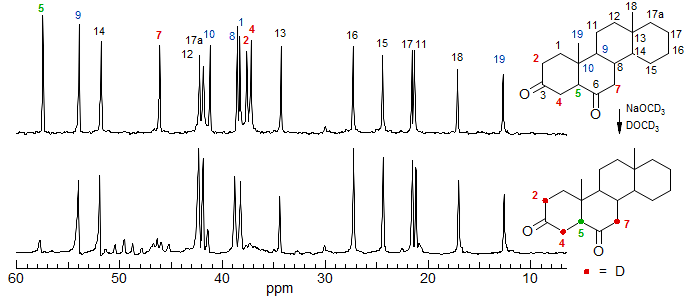 5 9 14 7 17a 12 10 8 1 2 4 13 16 15 17 11 18 19
18
12 17a
11
19 13 17
1 9 14 16
2 10 8 15
5 6 7
O 3 4 O
NaOCD3
DOCD3
2
7
O 4 5 O
• = D
60 50 40 30 20 10
ppm